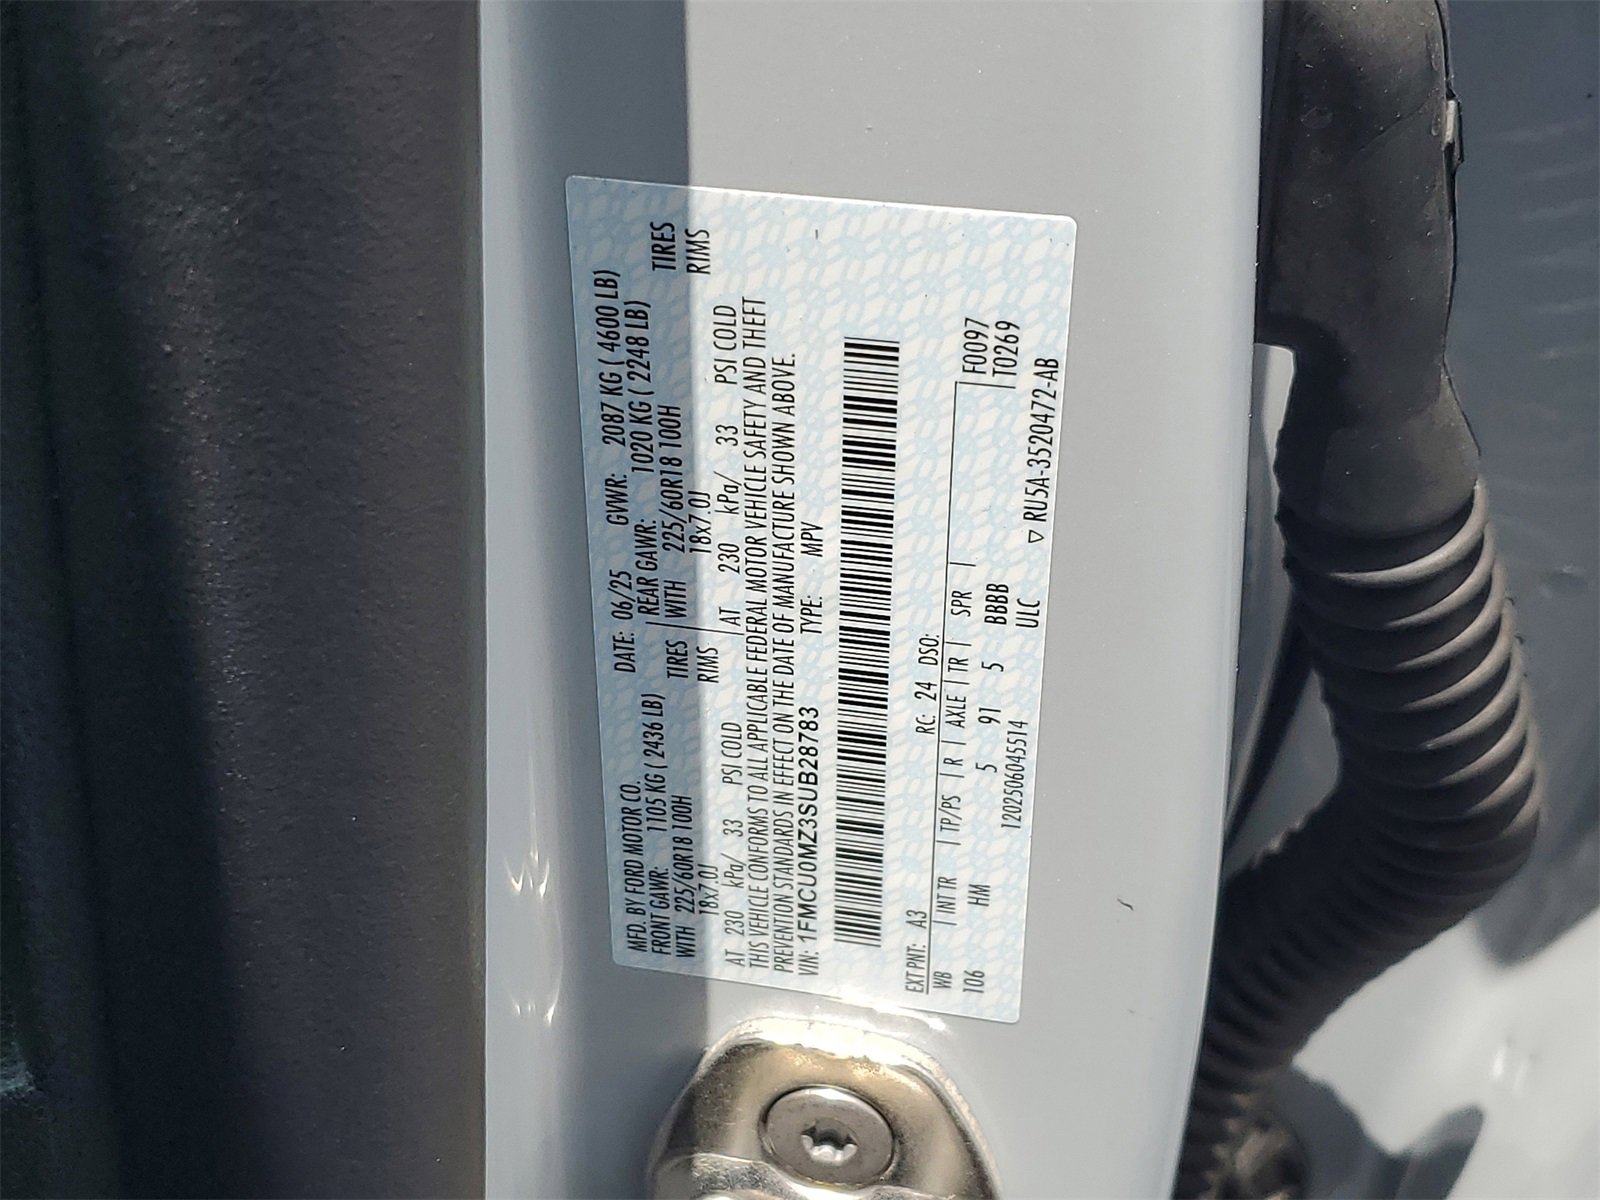 MFD. BY FORD MOTOR CO. DATE: 06/25 GVWR: 2087 KG ( 4600 LB)
FRONT GAWR: 1105 KG ( 2436 LB) REAR GAWR: 1020 KG ( 2248 LB)
WITH 225/60R18 100H TIRES WITH 225/60R18 100H TIRES
18x7.0J RIMS 18x7.0J RIMS
AT 230 kPa/ 33 PSI COLD AT 230 kPa/ 33 PSI COLD
THIS VEHICLE CONFORMS TO ALL APPLICABLE FEDERAL MOTOR VEHICLE SAFETY AND THEFT
PREVENTION STANDARDS IN EFFECT ON THE DATE OF MANUFACTURE SHOWN ABOVE.
VIN: 1FMCU0MZ3SUB28783 TYPE: MPV
EXT PNT: A3 RC: 24 DSO:
WB INT TR TP/PS R AXLE TR SPR F0097
106 HM 5 91 5 BBBB T0269
1202506045514 ULC ▽ RU5A-3520472-AB